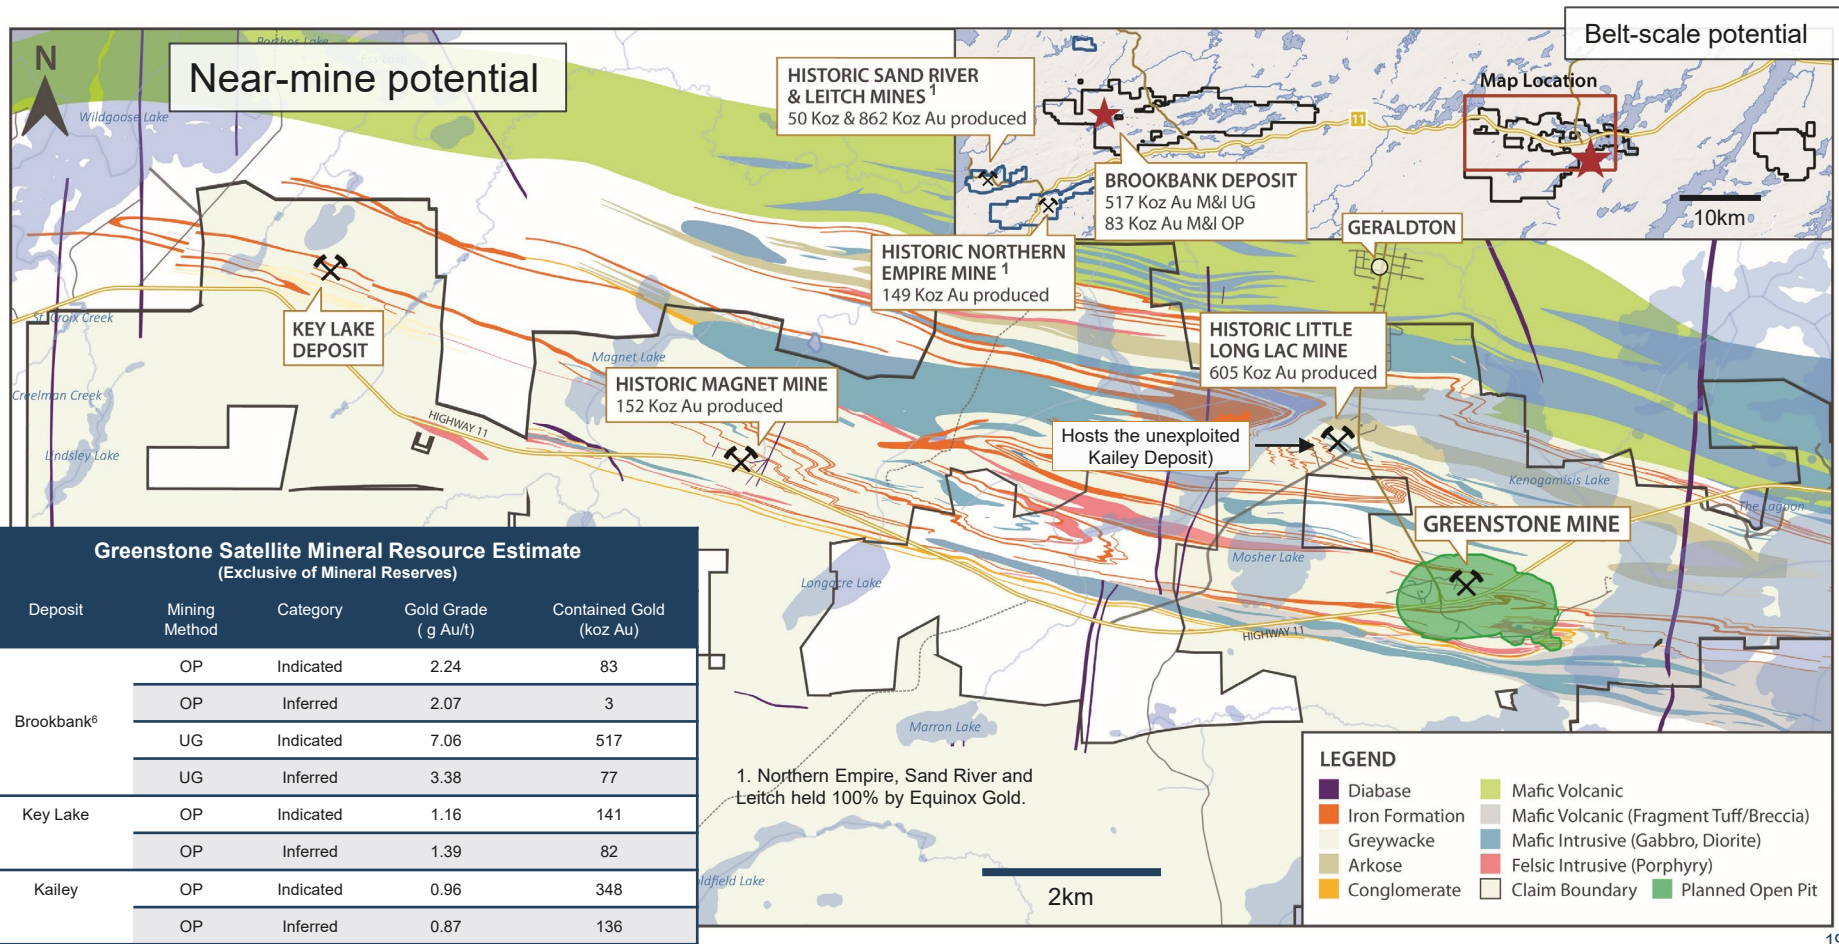 Belt-scale potential
Near-mine potential
N
Porthos Lake
Wildgoose Lake
HISTORIC SAND RIVER
& LEITCH MINES 1
50 Koz & 862 Koz Au produced
Map Location
11
BROOKBANK DEPOSIT
517 Koz Au M&I UG
83 Koz Au M&I OP
10km
HISTORIC NORTHERN
EMPIRE MINE 1
149 Koz Au produced
GERALDTON
KEY LAKE
DEPOSIT
St. Croix Creek
Magnet Lake
HISTORIC LITTLE
LONG LAC MINE
605 Koz Au produced
HISTORIC MAGNET MINE
152 Koz Au produced
Creelman Creek
HIGHWAY 11
Lindsley Lake
Hosts the unexploited
Kailey Deposit)
Kenogamisis Lake
The Lagoon
GREENSTONE MINE
Mosher Lake
Longacre Lake
HIGHWAY 11
Marron Lake
Greenstone Satellite Mineral Resource Estimate
(Exclusive of Mineral Reserves)
Deposit Mining Method Category Gold Grade ( g Au/t) Contained Gold (koz Au)
OP Indicated 2.24 83
OP Inferred 2.07 3
Brookbank6
UG Indicated 7.06 517
UG Inferred 3.38 77
Key Lake OP Indicated 1.16 141
OP Inferred 1.39 82
Kailey OP Indicated 0.96 348
OP Inferred 0.87 136
1. Northern Empire, Sand River and
Leitch held 100% by Equinox Gold.
2km
LEGEND
Diabase
Iron Formation
Greywacke
Arkose
Conglomerate
Mafic Volcanic
Mafic Volcanic (Fragment Tuff/Breccia)
Mafic Intrusive (Gabbro, Diorite)
Felsic Intrusive (Porphyry)
Claim Boundary
Planned Open Pit